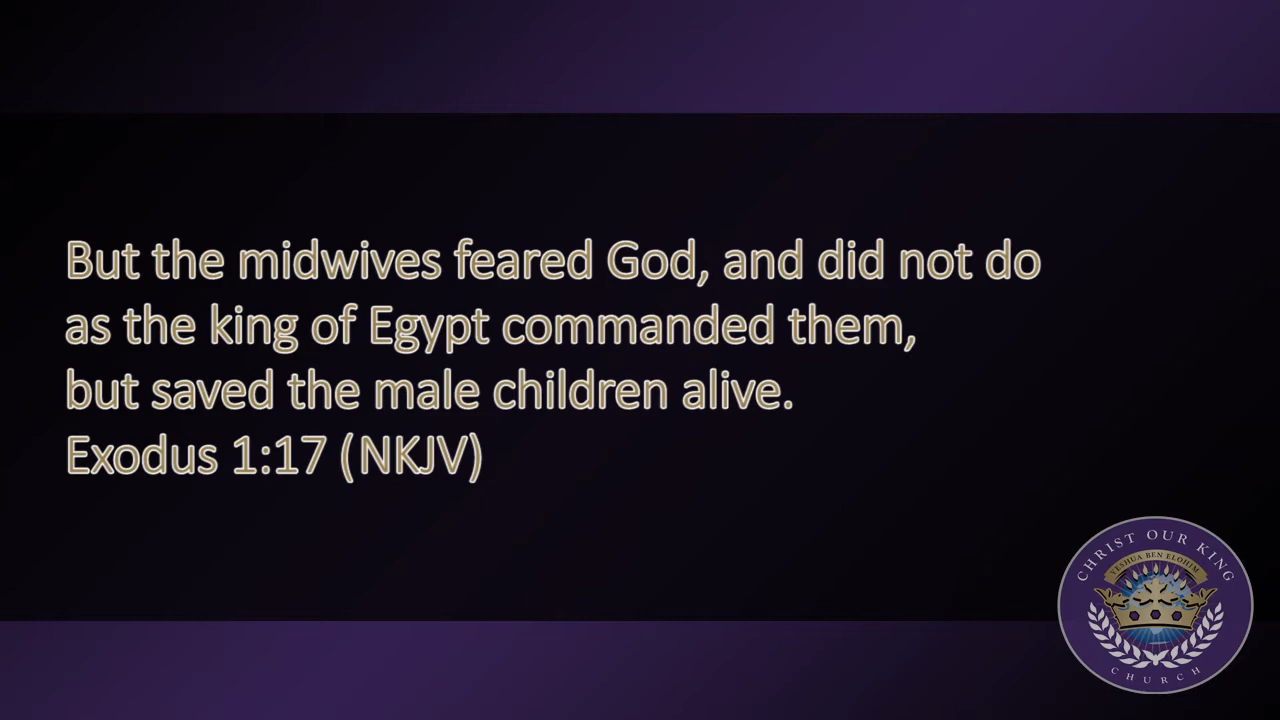 But the midwives feared God, and did not do
as the king of Egypt commanded them,
but saved the male children alive.
Exodus 1:17 (NKJV)
CHRIST OUR KING
YESHUA BEN ELOHIM
CHURCH